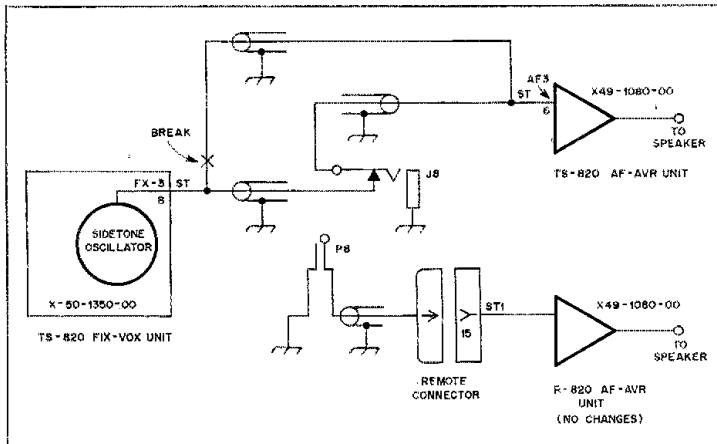 AF3
ST
6
X49-1080-00
TO
SPEAKER
TS-820 AF-AVR UNIT
BREAK
FX-3
ST
8
J8
SIDETONE
OSCILLATOR
X-50-1350-00
TS-820 FIX-VOX UNIT
P8
ST1
15
X49-1080-00
TO
SPEAKER
REMOTE
CONNECTOR
R-820 AF-AVR
UNIT
(NO CHANGES)